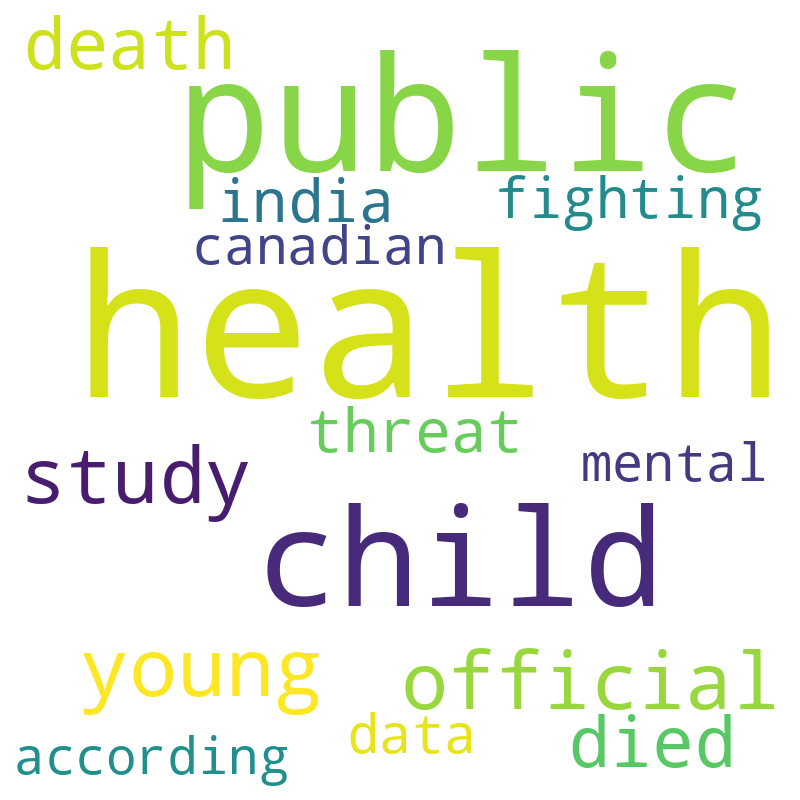 death
public
india
fighting
canadian
health
threat
study
mental
child
young
official
data
died
according